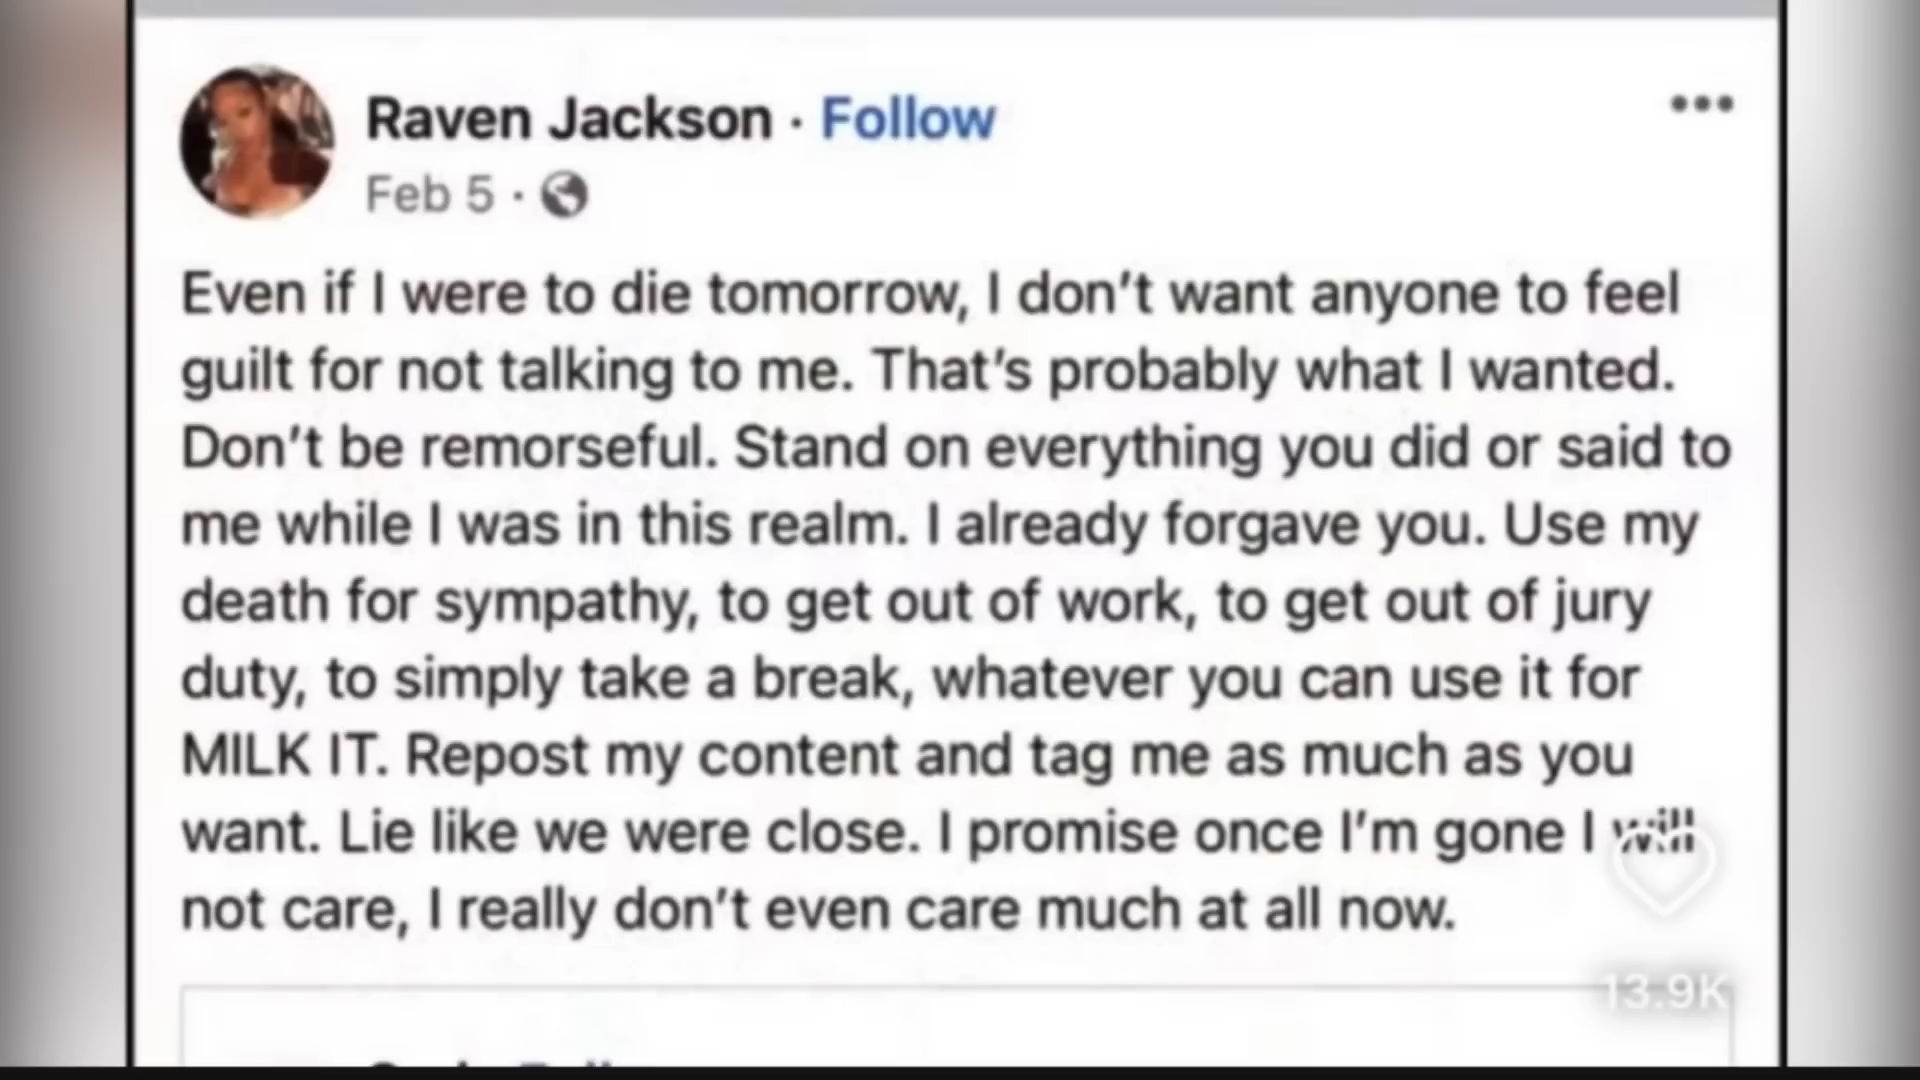 Raven Jackson · Follow
Feb 5 ·
Even if I were to die tomorrow, I don't want anyone to feel
guilt for not talking to me. That's probably what I wanted.
Don't be remorseful. Stand on everything you did or said to
me while I was in this realm. I already forgave you. Use my
death for sympathy, to get out of work, to get out of jury
duty, to simply take a break, whatever you can use it for
MILK IT. Repost my content and tag me as much as you
want. Lie like we were close. I promise once I'm gone I will
not care, I really don't even care much at all now.
13.9K